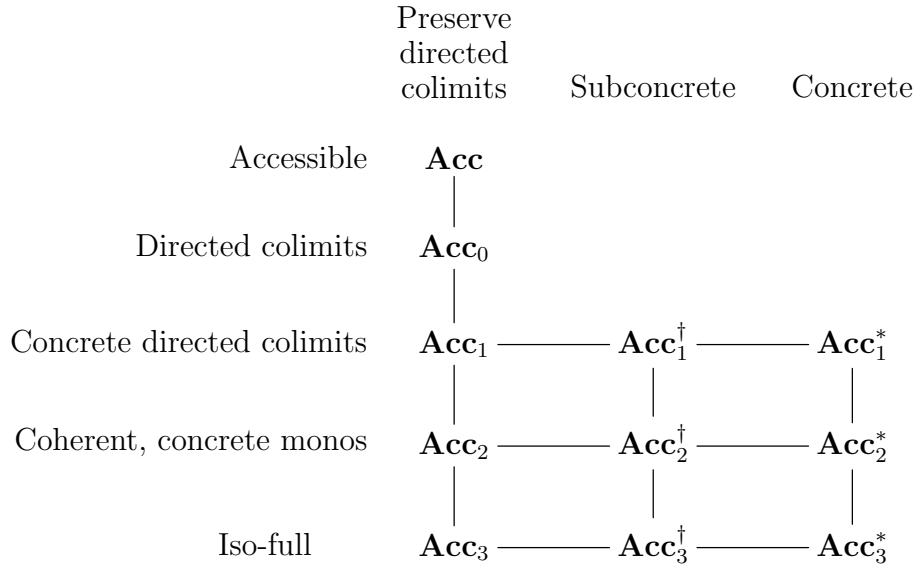 Preserve
directed
colimits Subconcrete Concrete
Accessible Acc
Directed colimits Acc₀
Concrete directed colimits Acc₁ Acc₁† Acc₁*
Coherent, concrete monos Acc₂ Acc₂† Acc₂*
Iso-full Acc₃ Acc₃† Acc₃*